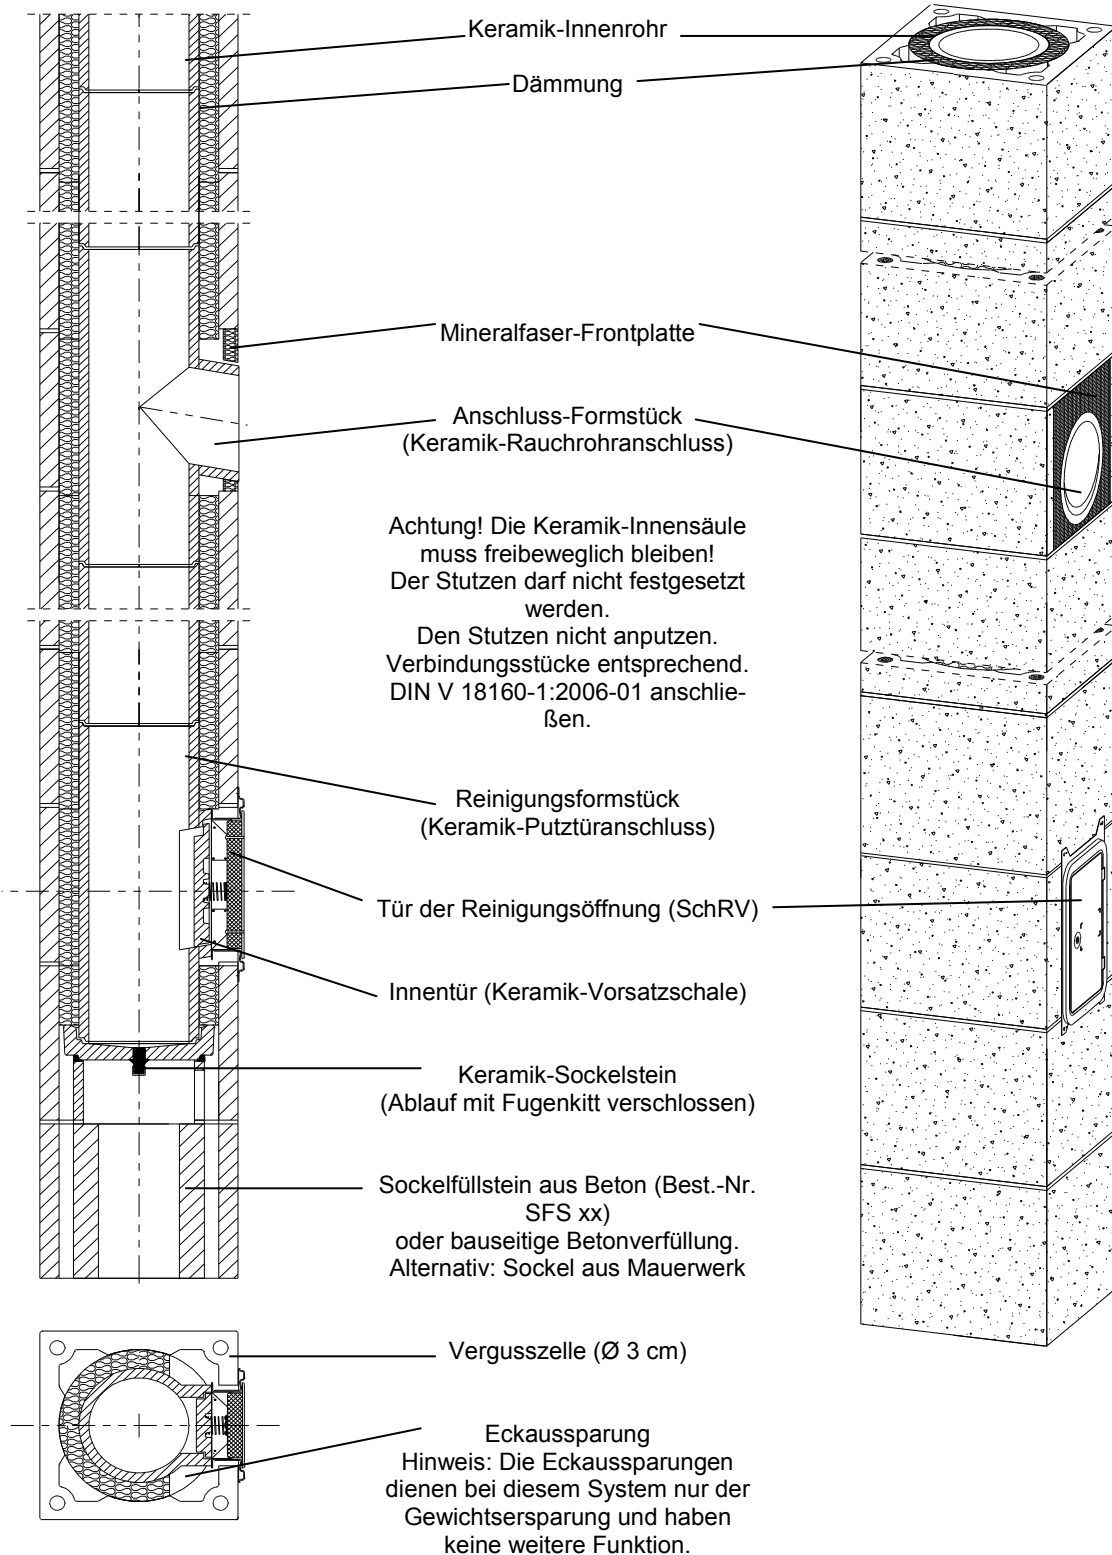 Keramik-Innenrohr
Dämmung
Mineralfaser-Frontplatte
Anschluss-Formstück
(Keramik-Rauchrohranschluss)
Achtung! Die Keramik-Innensäule
muss freibeweglich bleiben!
Der Stutzen darf nicht festgesetzt
werden.
Den Stutzen nicht anputzen.
Verbindungsstücke entsprechend.
DIN V 18160-1:2006-01 anschlie-
ßen.
Reinigungsformstück
(Keramik-Putztüranschluss)
Tür der Reinigungsöffnung (SchRV)
Innentür (Keramik-Vorsatzschale)
Keramik-Sockelstein
(Ablauf mit Fugenkitt verschlossen)
Sockelfüllstein aus Beton (Best.-Nr.
SFS xx)
oder bauseitige Betonverfüllung.
Alternativ: Sockel aus Mauerwerk
Vergusszelle (Ø 3 cm)
Eckaussparung
Hinweis: Die Eckaussparungen
dienen bei diesem System nur der
Gewichtsersparung und haben
keine weitere Funktion.